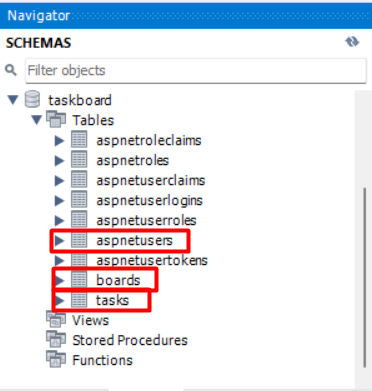 Navigator
SCHEMAS
Filter objects
taskboard
Tables
aspnetroleclaims
aspnetroles
aspnetuserclaims
aspnetuserlogins
aspnetuserroles
aspnetusers
aspnetusertokens
boards
tasks
Views
Stored Procedures
Functions